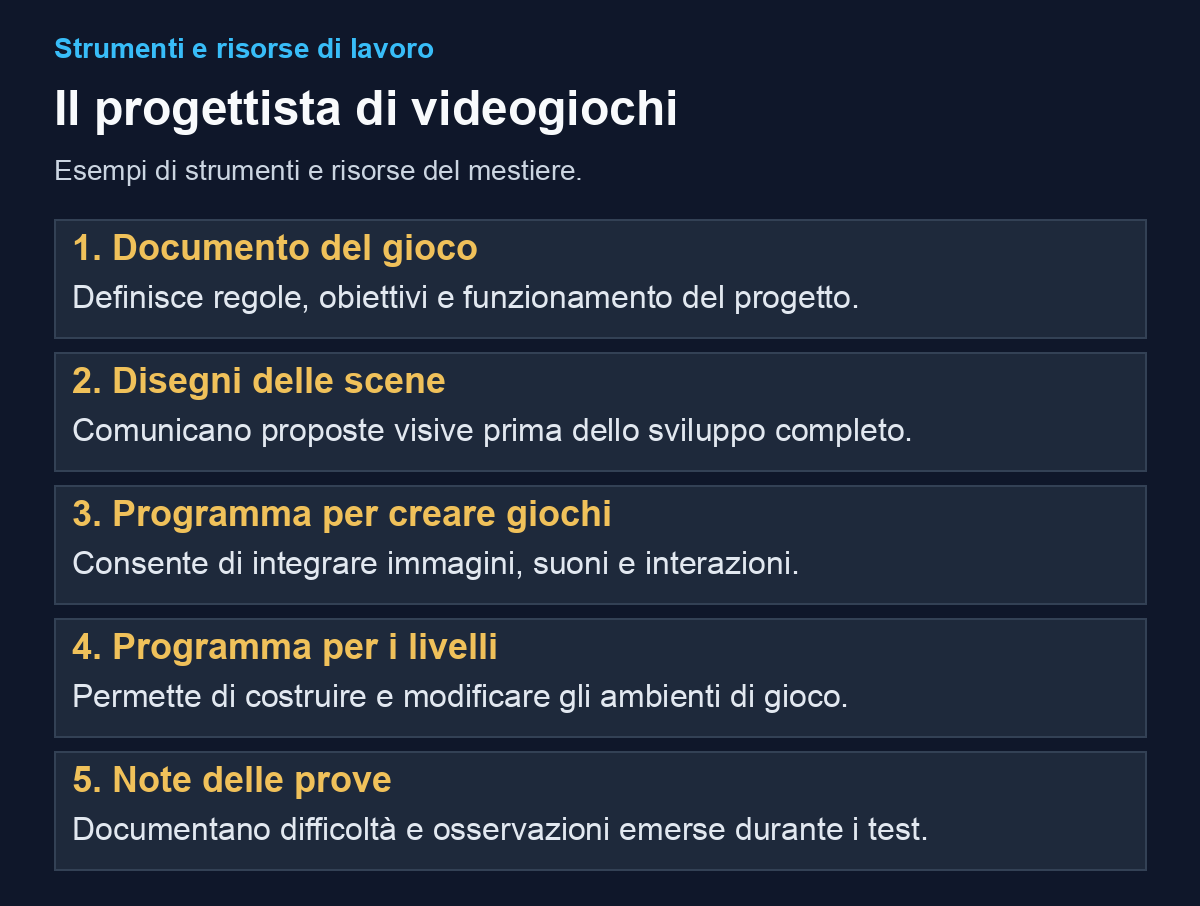 Strumenti e risorse di lavoro
Il progettista di videogiochi
Esempi di strumenti e risorse del mestiere.
1. Documento del gioco
Definisce regole, obiettivi e funzionamento del progetto.
2. Disegni delle scene
Comunicano proposte visive prima dello sviluppo completo.
3. Programma per creare giochi
Consente di integrare immagini, suoni e interazioni.
4. Programma per i livelli
Permette di costruire e modificare gli ambienti di gioco.
5. Note delle prove
Documentano difficoltà e osservazioni emerse durante i test.